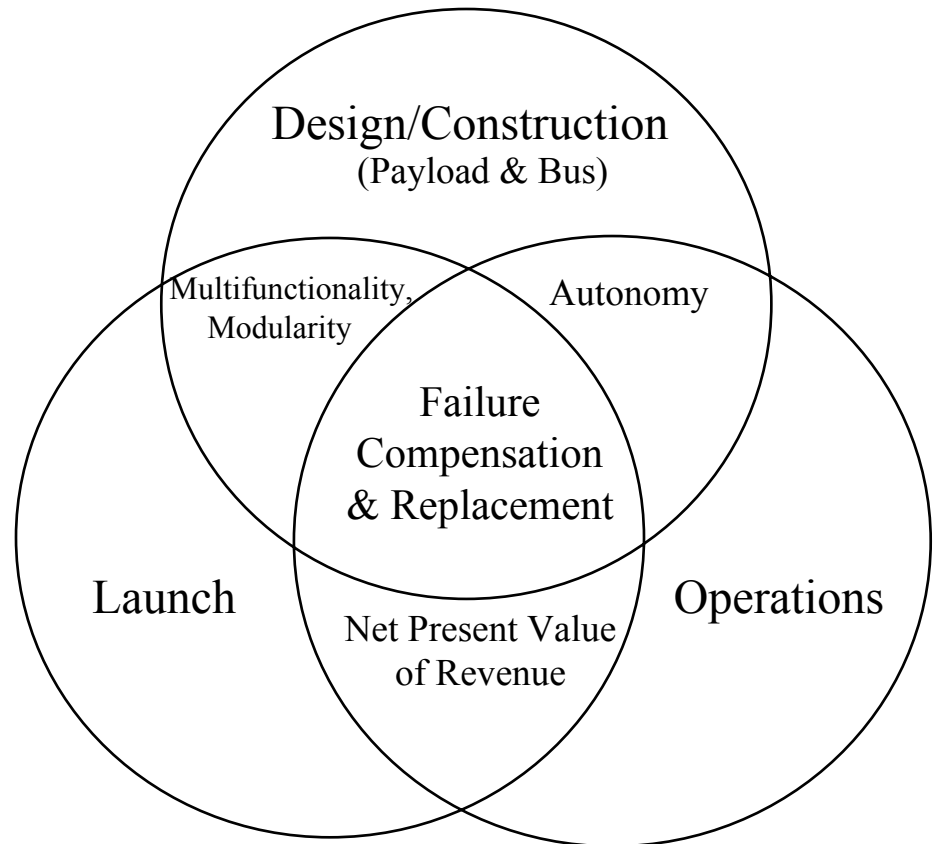 Design/Construction
(Payload & Bus)
Multifunctionality,
Modularity
Autonomy
Failure
Compensation
& Replacement
Launch
Operations
Net Present Value
of Revenue